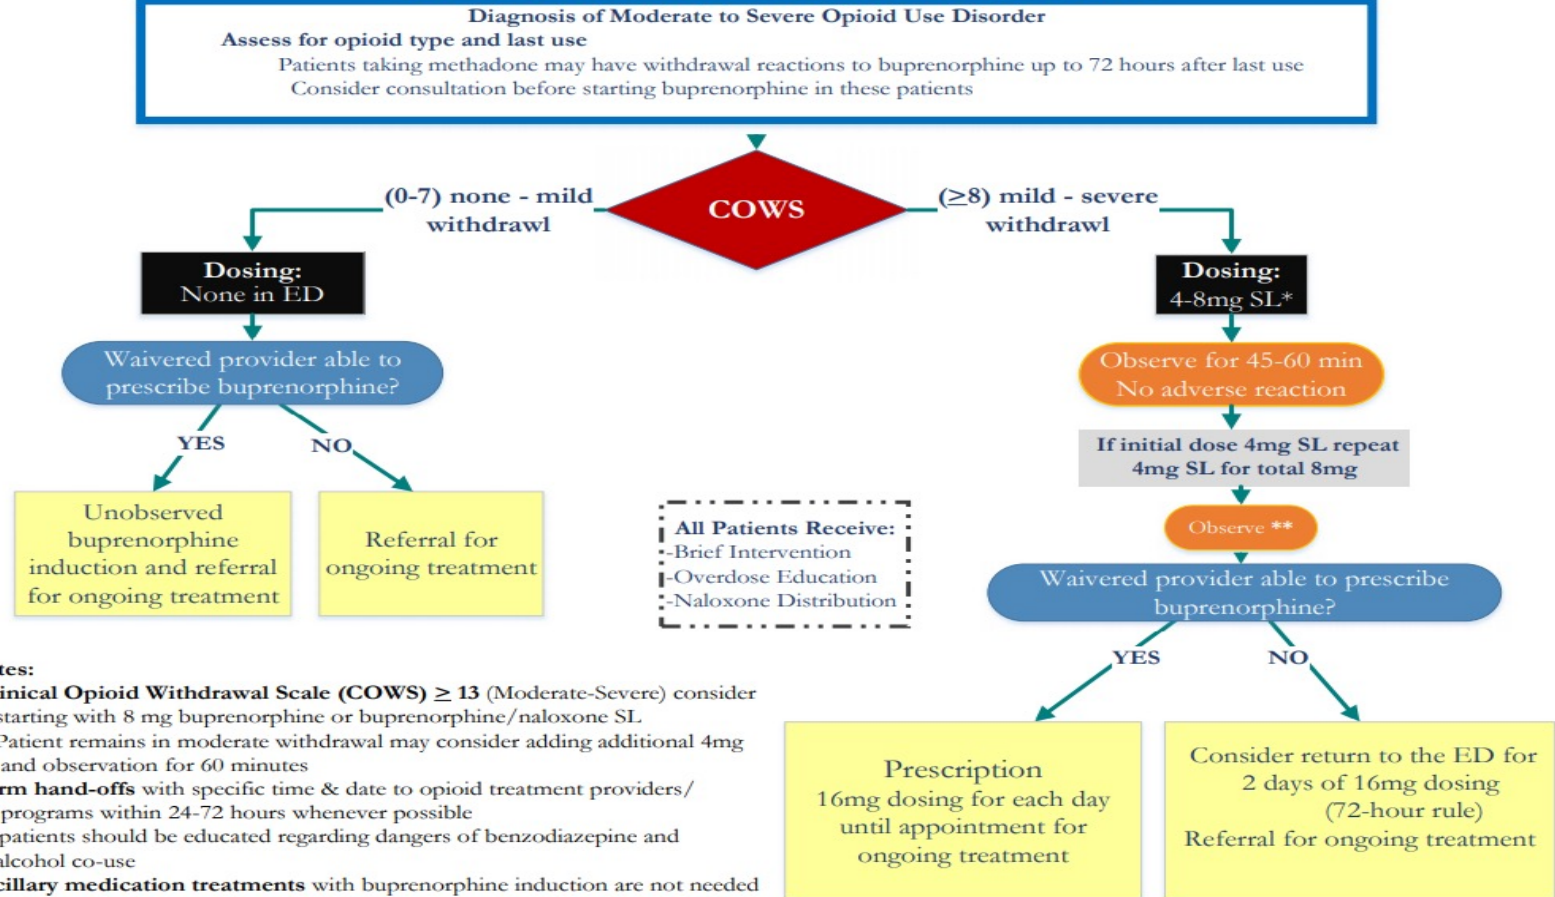 Diagnosis of Moderate to Severe Opioid Use Disorder
Assess for opioid type and last use
Patients taking methadone may have withdrawal reactions to buprenorphine up to 72 hours after last use
Consider consultation before starting buprenorphine in these patients
COWS
(0-7) none - mild
withdrawl
(≥8) mild - severe
withdrawl
Dosing:
None in ED
Waivered provider able to
prescribe buprenorphine?
YES
NO
Unobserved
buprenorphine
induction and referral
for ongoing treatment
Referral for
ongoing treatment
Dosing:
4-8mg SL*
Observe for 45-60 min
No adverse reaction
If initial dose 4mg SL repeat
4mg SL for total 8mg
Observe **
Waivered provider able to prescribe
buprenorphine?
YES
NO
Prescription
16mg dosing for each day
until appointment for
ongoing treatment
Consider return to the ED for
2 days of 16mg dosing
(72-hour rule)
Referral for ongoing treatment
All Patients Receive:
-Brief Intervention
-Overdose Education
-Naloxone Distribution
tes:
inical Opioid Withdrawal Scale (COWS) ≥ 13 (Moderate-Severe) consider
starting with 8 mg buprenorphine or buprenorphine/naloxone SL
Patient remains in moderate withdrawal may consider adding additional 4mg
and observation for 60 minutes
rm hand-offs with specific time & date to opioid treatment providers/
programs within 24-72 hours whenever possible
patients should be educated regarding dangers of benzodiazepine and
alcohol co-use
cillary medication treatments with buprenorphine induction are not needed